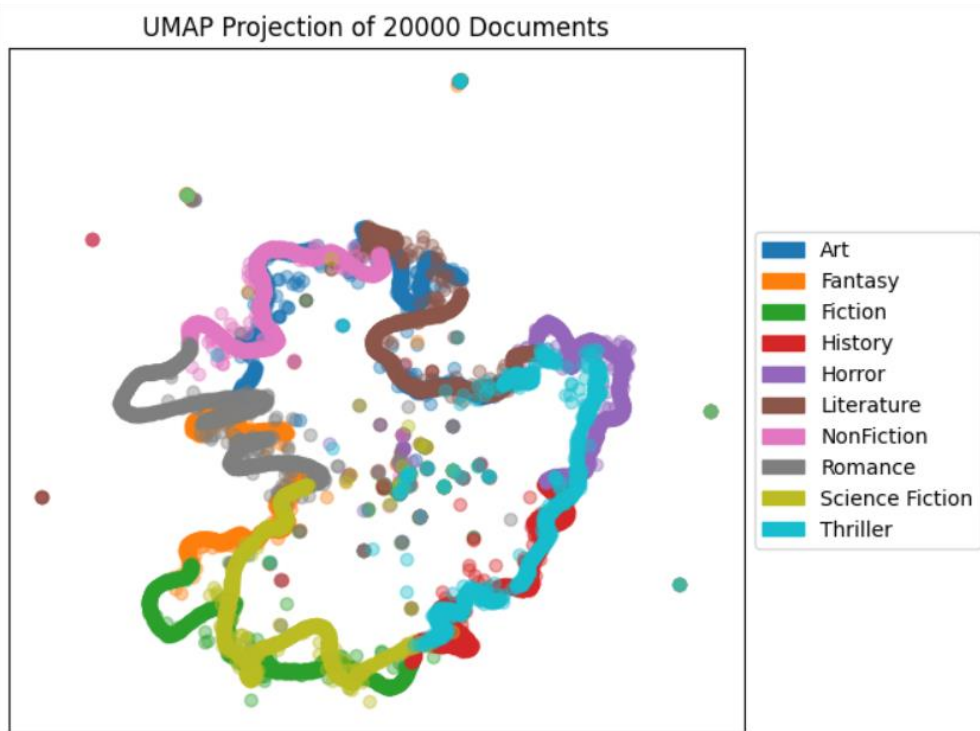 UMAP Projection of 20000 Documents
Art
Fantasy
Fiction
History
Horror
Literature
NonFiction
Romance
Science Fiction
Thriller